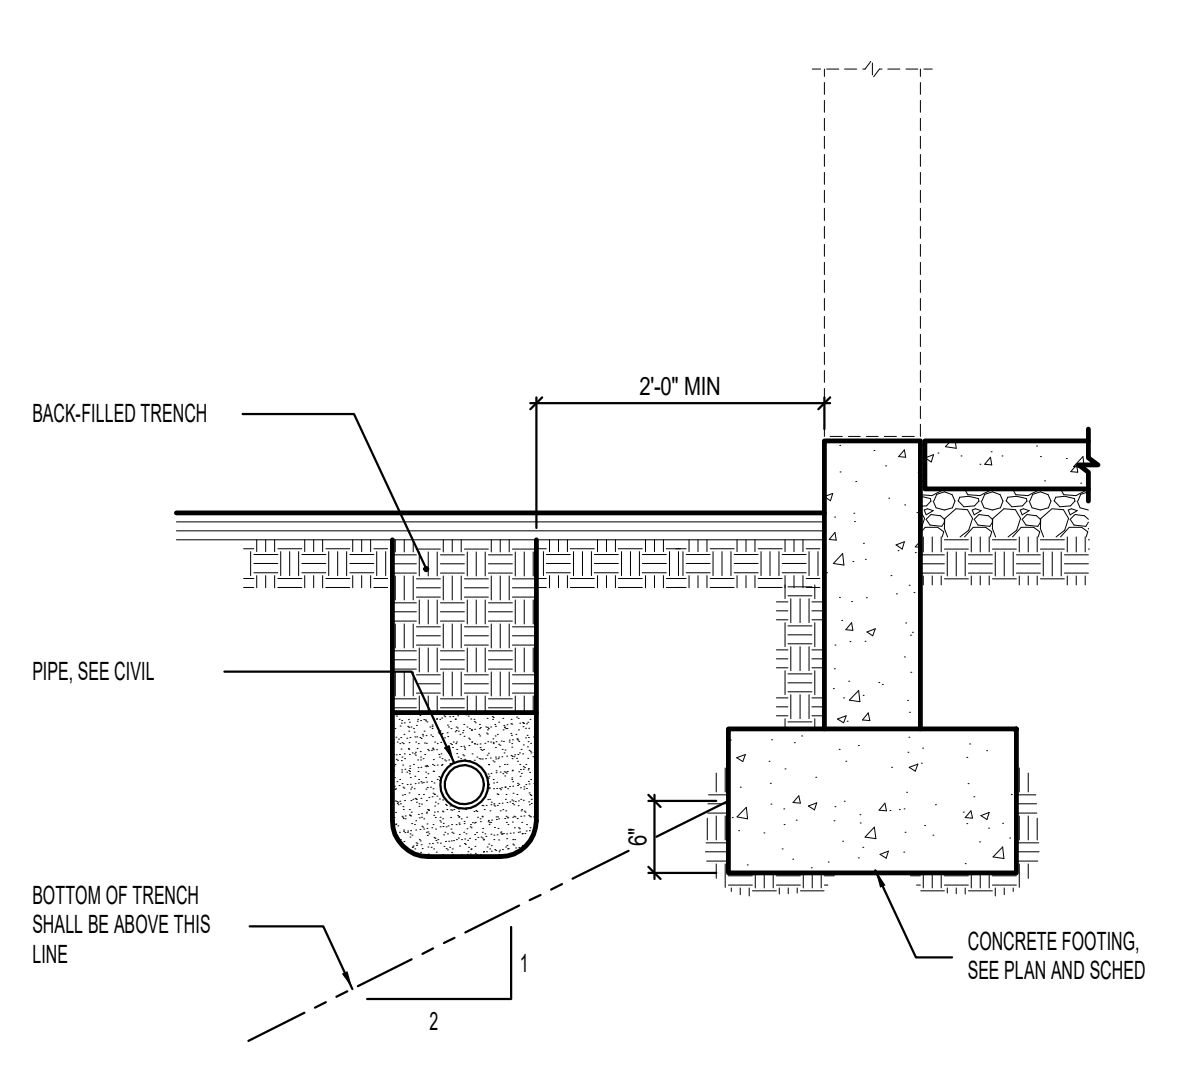 2'-0" MIN
BACK-FILLED TRENCH
PIPE, SEE CIVIL
6"
BOTTOM OF TRENCH
SHALL BE ABOVE THIS
LINE
1
2
CONCRETE FOOTING,
SEE PLAN AND SCHED